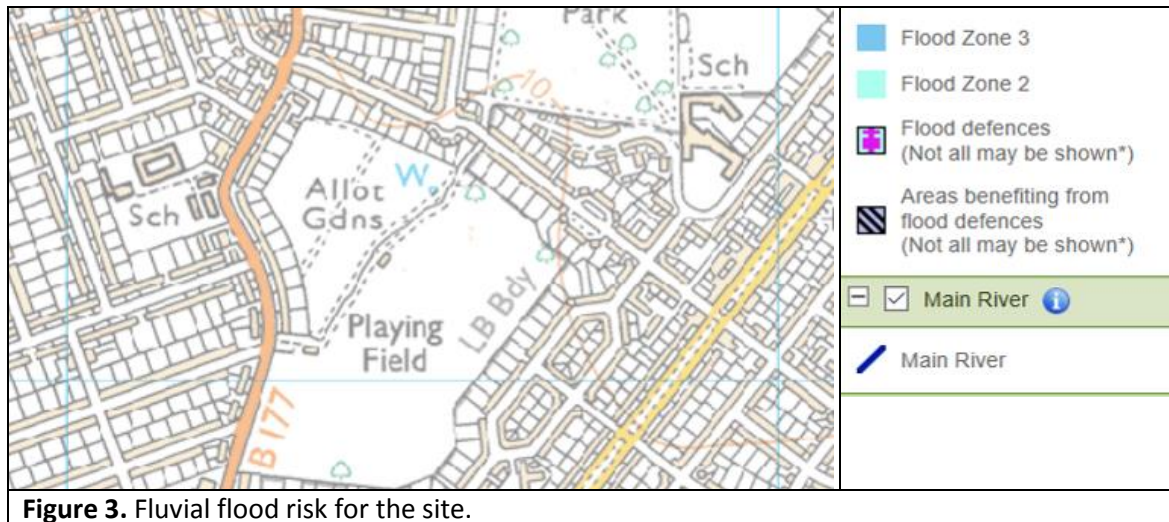 Park
Sch
10
W
Allot
Gdns
Sch
Playing
Field
LB Bdy
B 177
Flood Zone 3
Flood Zone 2
Flood defences
(Not all may be shown*)
Areas benefiting from
flood defences
(Not all may be shown*)
Main River
Main River
Figure 3. Fluvial flood risk for the site.